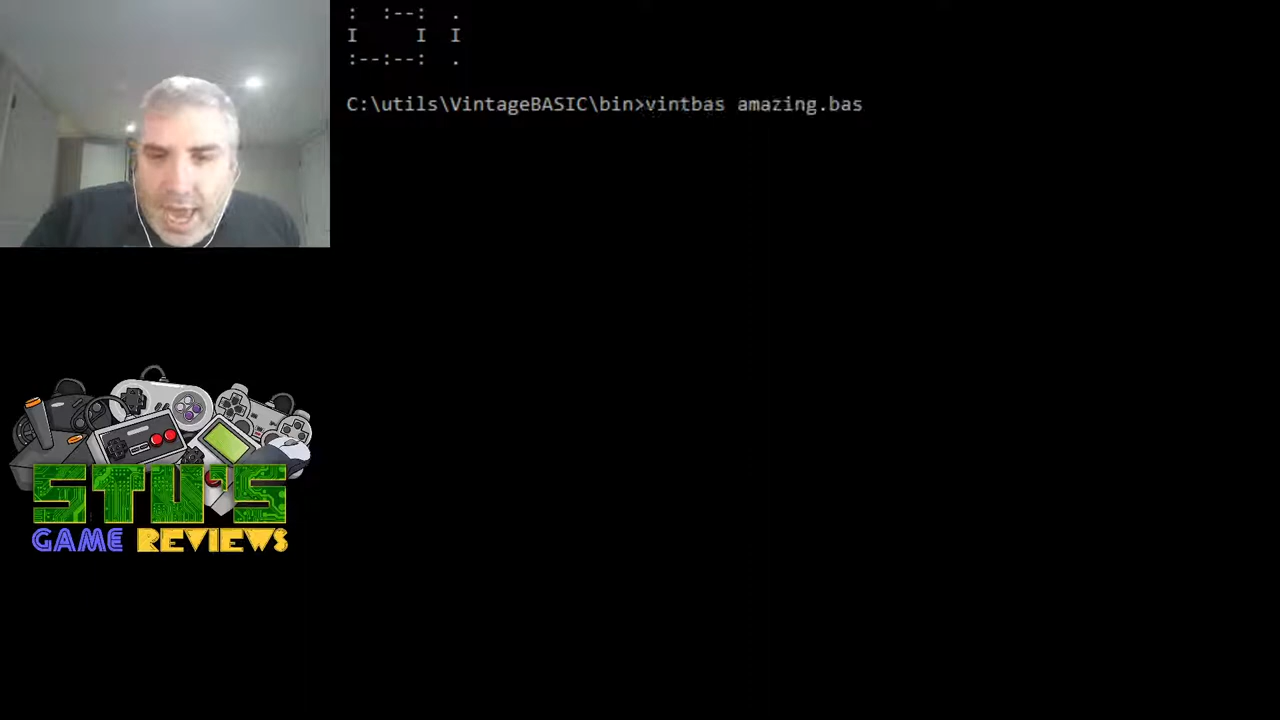 :  :--:  .
I     I  I
:--:--:  .
C:\utils\VintageBASIC\bin>vintbas amazing.bas
STU'S
GAME REVIEWS